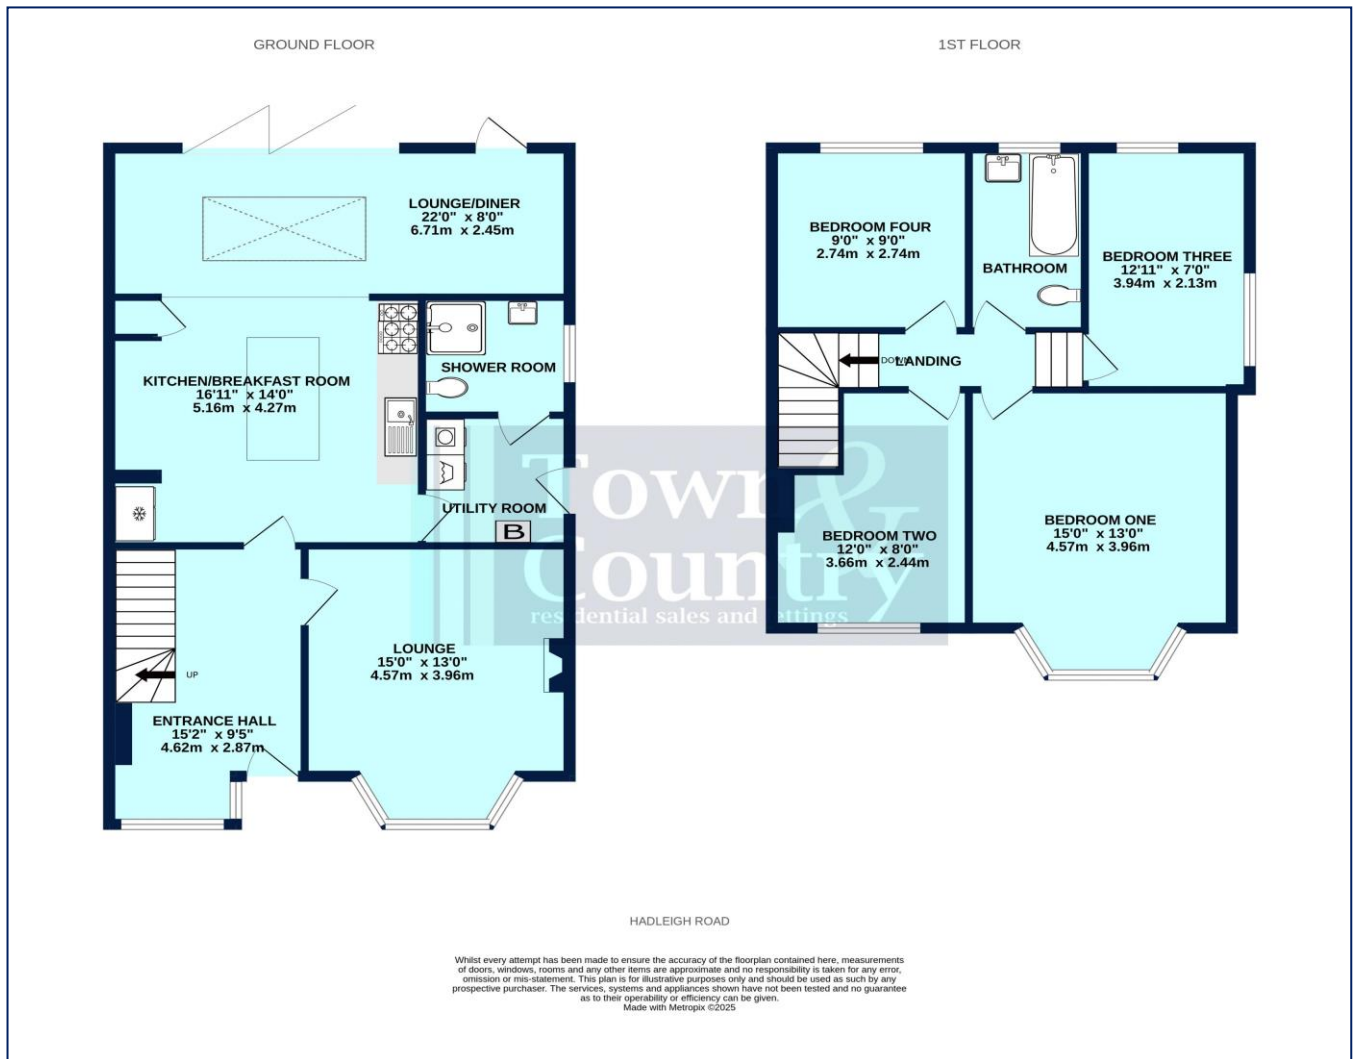 GROUND FLOOR
1ST FLOOR
LOUNGE/DINER
22'0" x 8'0"
6.71m x 2.45m
KITCHEN/BREAKFAST ROOM
16'11" x 14'0"
5.16m x 4.27m
SHOWER ROOM
UTILITY ROOM
B
LOUNGE
15'0" x 13'0"
4.57m x 3.96m
UP
ENTRANCE HALL
15'2" x 9'5"
4.62m x 2.87m
BEDROOM FOUR
9'0" x 9'0"
2.74m x 2.74m
BATHROOM
BEDROOM THREE
12'11" x 7'0"
3.94m x 2.13m
DOWN
LANDING
BEDROOM TWO
12'0" x 8'0"
3.66m x 2.44m
BEDROOM ONE
15'0" x 13'0"
4.57m x 3.96m
Town &
Country
residential sales and lettings
HADLEIGH ROAD
Whilst every attempt has been made to ensure the accuracy of the floorplan contained here, measurements
of doors, windows, rooms and any other items are approximate and no responsibility is taken for any error,
omission or mis-statement. This plan is for illustrative purposes only and should be used as such by any
prospective purchaser. The services, systems and appliances shown have not been tested and no guarantee
as to their operability or efficiency can be given.
Made with Metropix ©2025